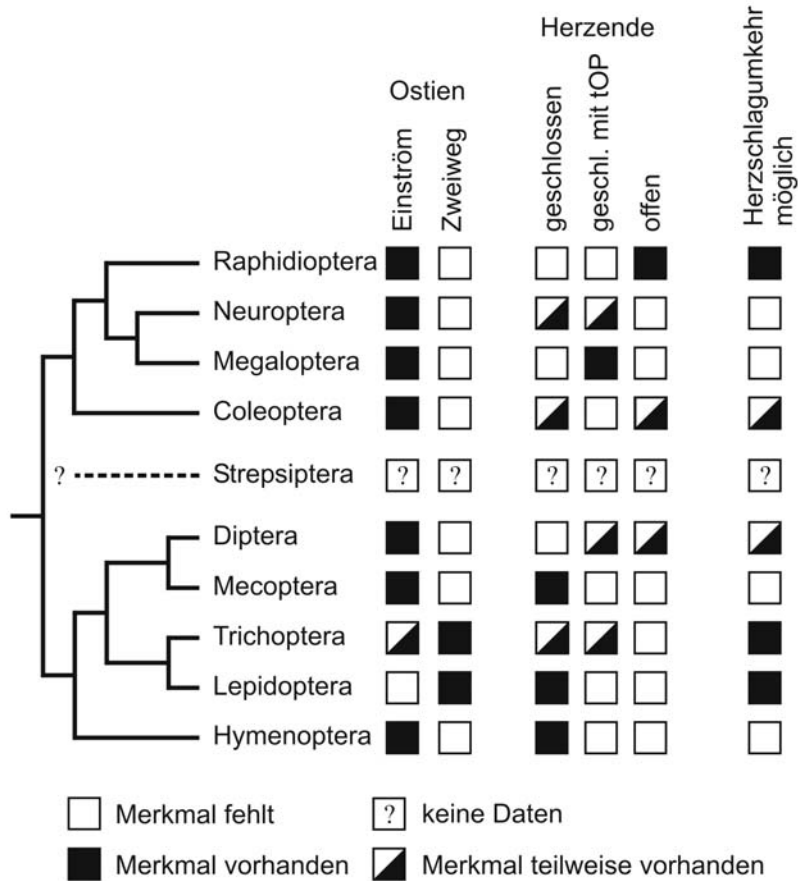 Herzende
Ostien
Einström
Zweiweg
geschlossen
geschl. mit tOP
offen
Herzschlagumkehr
möglich
Raphidioptera
Neuroptera
Megaloptera
Coleoptera
? Strepsiptera ? ? ? ? ? ?
Diptera
Mecoptera
Trichoptera
Lepidoptera
Hymenoptera
Merkmal fehlt ? keine Daten
Merkmal vorhanden Merkmal teilweise vorhanden